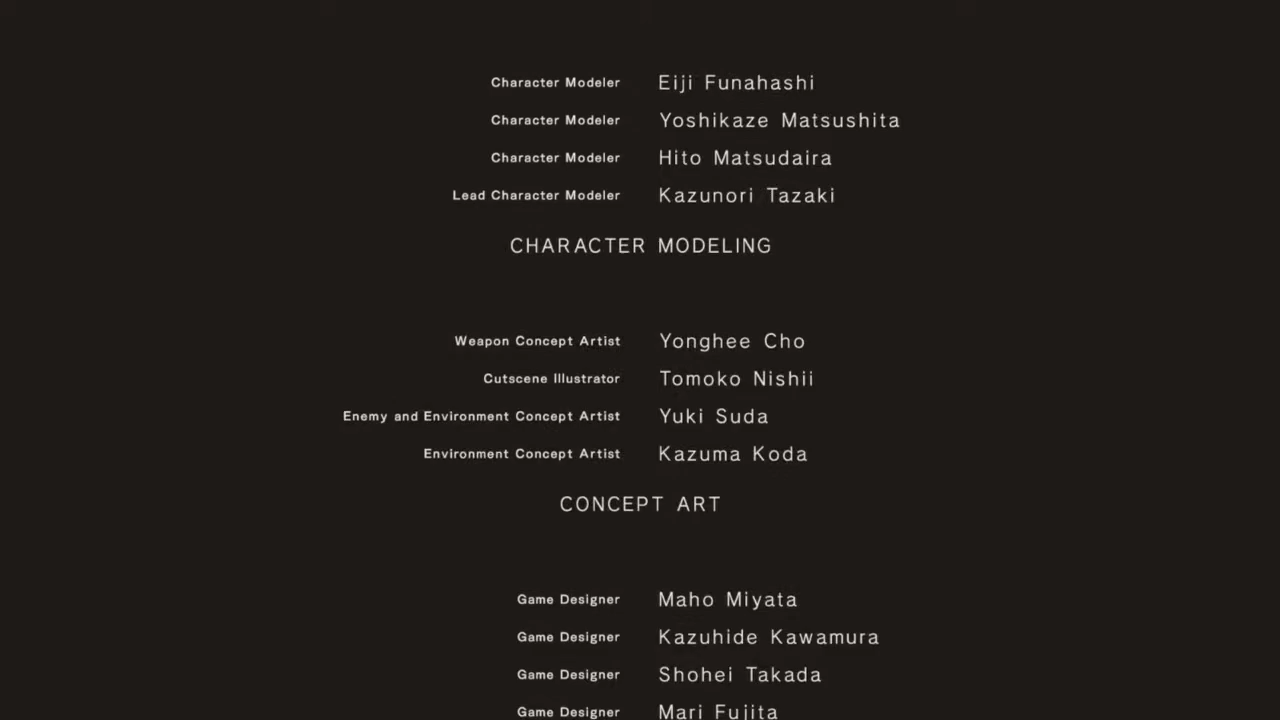 Character Modeler Eiji Funahashi
Character Modeler Yoshikaze Matsushita
Character Modeler Hito Matsudaira
Lead Character Modeler Kazunori Tazaki
CHARACTER MODELING
Weapon Concept Artist Yonghee Cho
Cutscene Illustrator Tomoko Nishii
Enemy and Environment Concept Artist Yuki Suda
Environment Concept Artist Kazuma Koda
CONCEPT ART
Game Designer Maho Miyata
Game Designer Kazuhide Kawamura
Game Designer Shohei Takada
Game Designer Mari Fujita